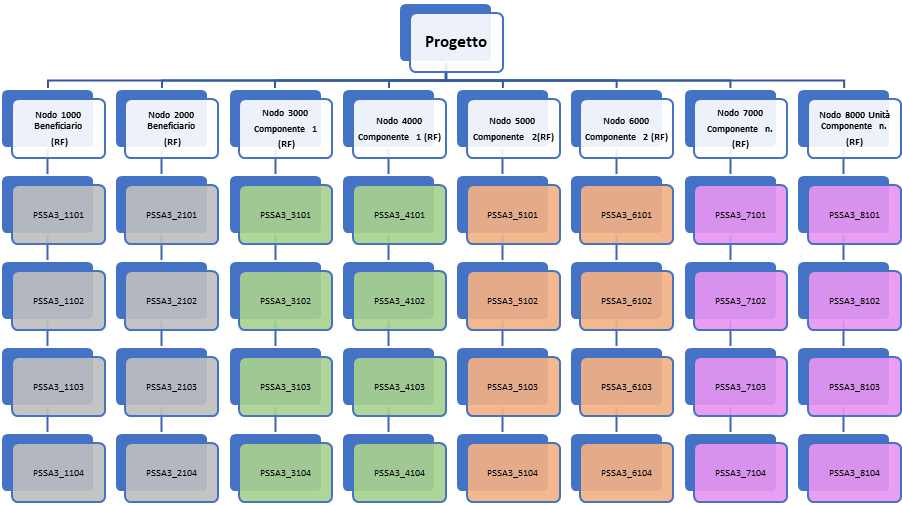 Progetto
Nodo 1000
Beneficiario
(RF)
Nodo 2000
Beneficiario
(RF)
Nodo 3000
Componente 1
(RF)
Nodo 4000
Componente 1 (RF)
Nodo 5000
Componente 2(RF)
Nodo 6000
Componente 2 (RF)
Nodo 7000
Componente n.
(RF)
Nodo 8000 Unità
Componente n.
(RF)
PSSA3_1101
PSSA3_2101
PSSA3_3101
PSSA3_4101
PSSA3_5101
PSSA3_6101
PSSA3_7101
PSSA3_8101
PSSA3_1102
PSSA3_2102
PSSA3_3102
PSSA3_4102
PSSA3_5102
PSSA3_6102
PSSA3_7102
PSSA3_8102
PSSA3_1103
PSSA3_2103
PSSA3_3103
PSSA3_4103
PSSA3_5103
PSSA3_6103
PSSA3_7103
PSSA3_8103
PSSA3_1104
PSSA3_2104
PSSA3_3104
PSSA3_4104
PSSA3_5104
PSSA3_6104
PSSA3_7104
PSSA3_8104